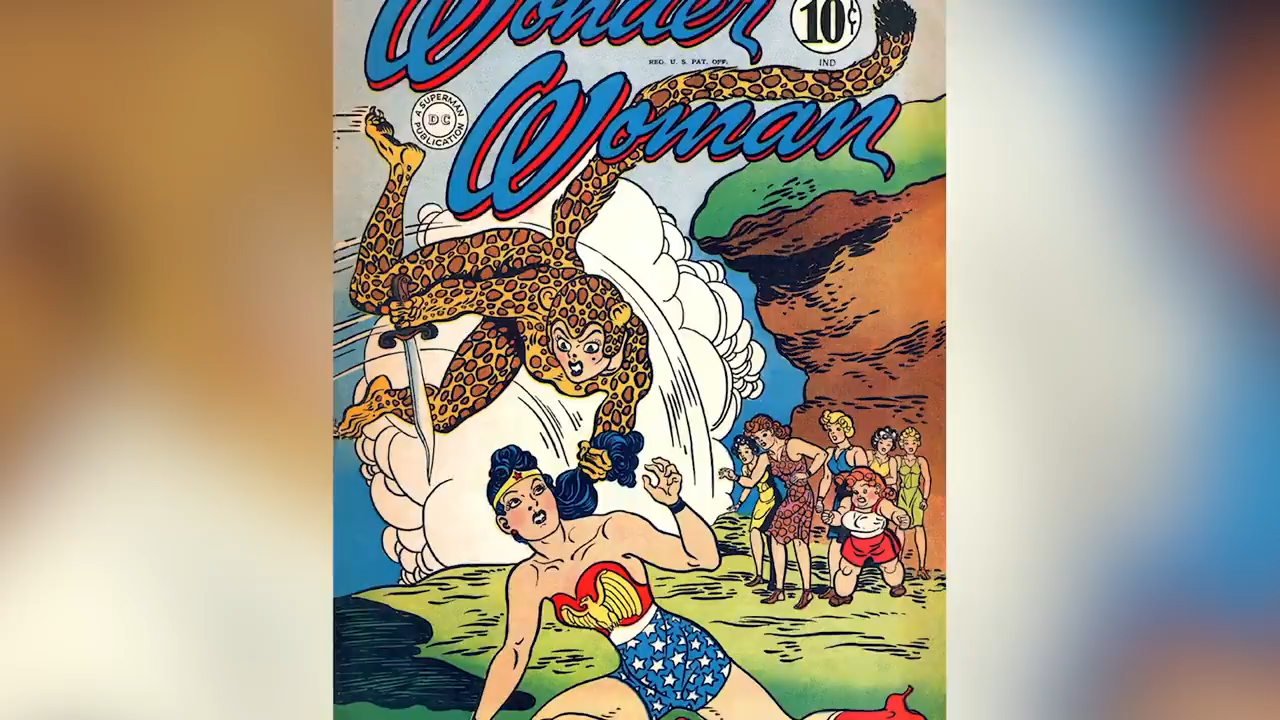 Wonder
Woman
10¢
REG. U. S. PAT. OFF.
IND
A SUPERMAN
DC
PUBLICATION